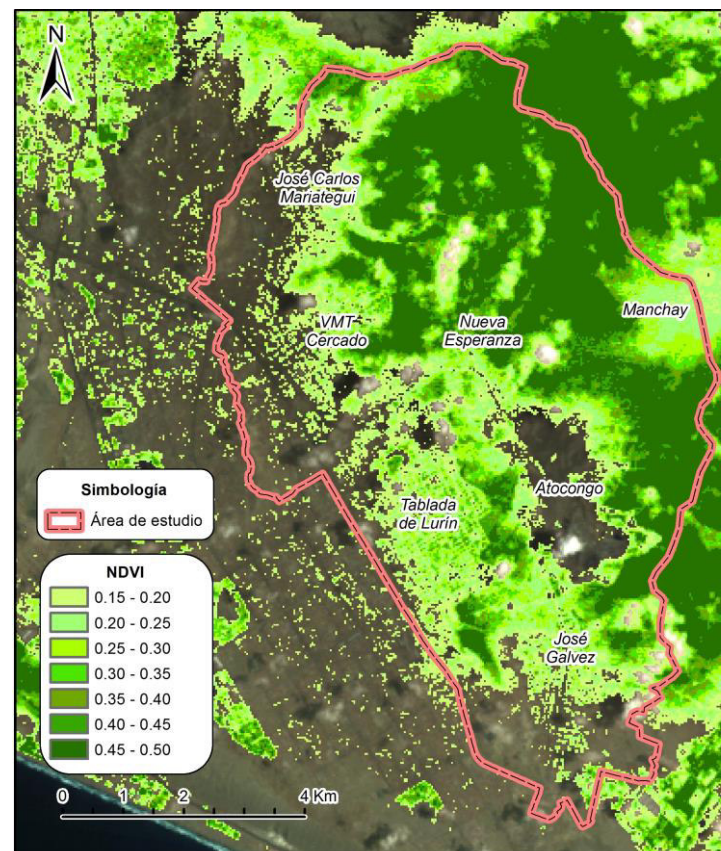 N
José Carlos
Mariategui
VMT
Cercado
Nueva
Esperanza
Manchay
Simbología
Área de estudio
Tablada
de Lurín
Atocongo
José
Galvez
NDVI
0.15 - 0.20
0.20 - 0.25
0.25 - 0.30
0.30 - 0.35
0.35 - 0.40
0.40 - 0.45
0.45 - 0.50
0 1 2 4 Km